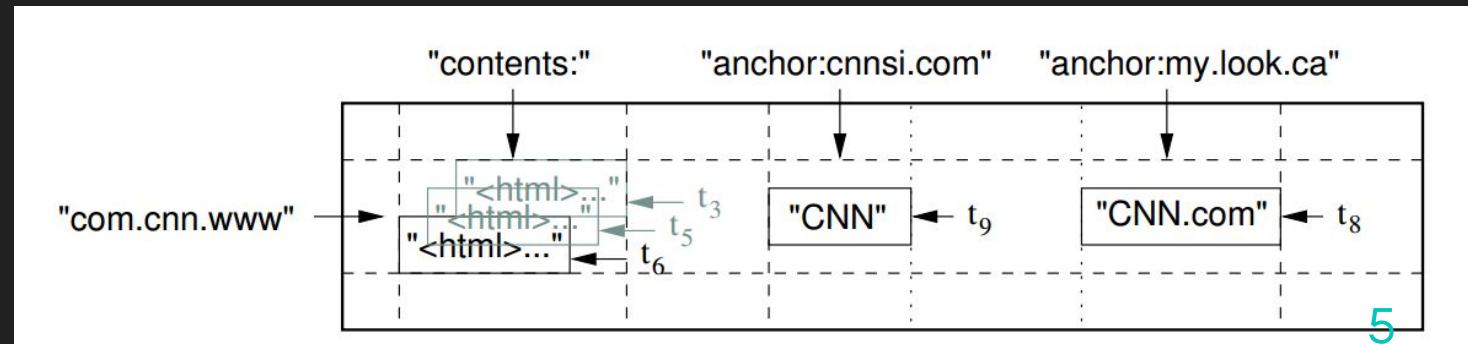 "contents:" "anchor:cnnsi.com" "anchor:my.look.ca"
"<html>..." t3
"com.cnn.www" "<html>..." t5 "CNN" t9 "CNN.com" t8
"<html>..." t6
5